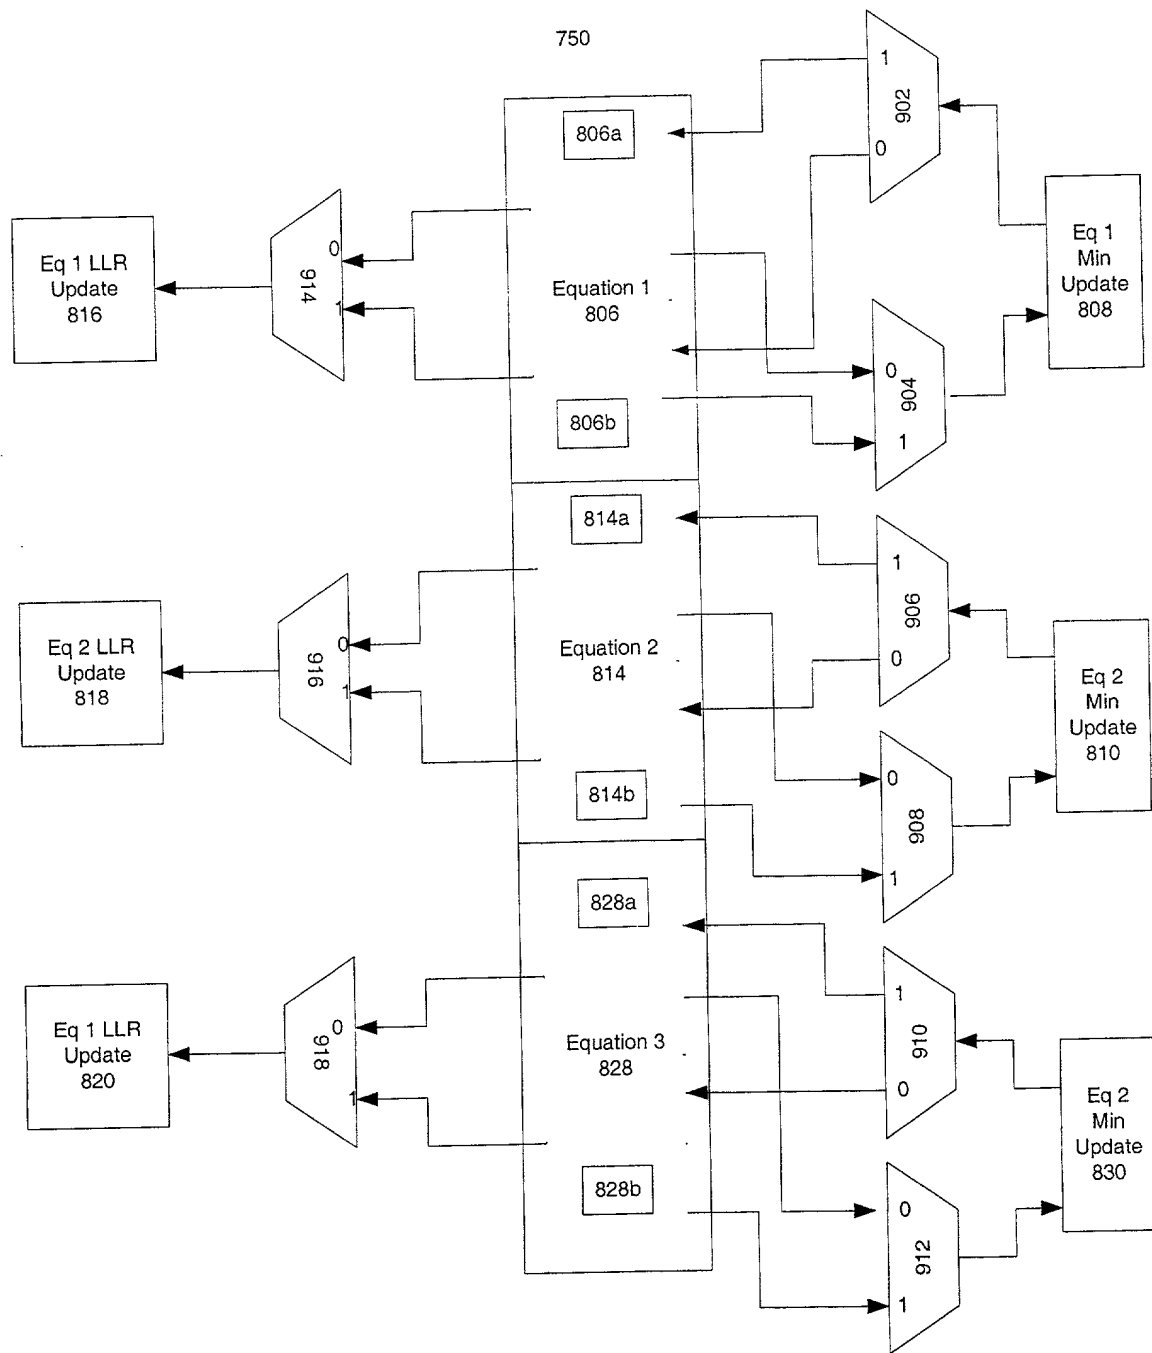 750
1
902
0
806a
Eq 1
Min
Update
808
Eq 1 LLR
Update
816
0
914
1
Equation 1
806
0
904
1
806b
814a
1
906
0
Eq 2 LLR
Update
818
0
916
1
Equation 2
814
Eq 2
Min
Update
810
0
908
1
814b
828a
1
910
0
Eq 1 LLR
Update
820
0
918
1
Equation 3
828
Eq 2
Min
Update
830
828b
0
912
1